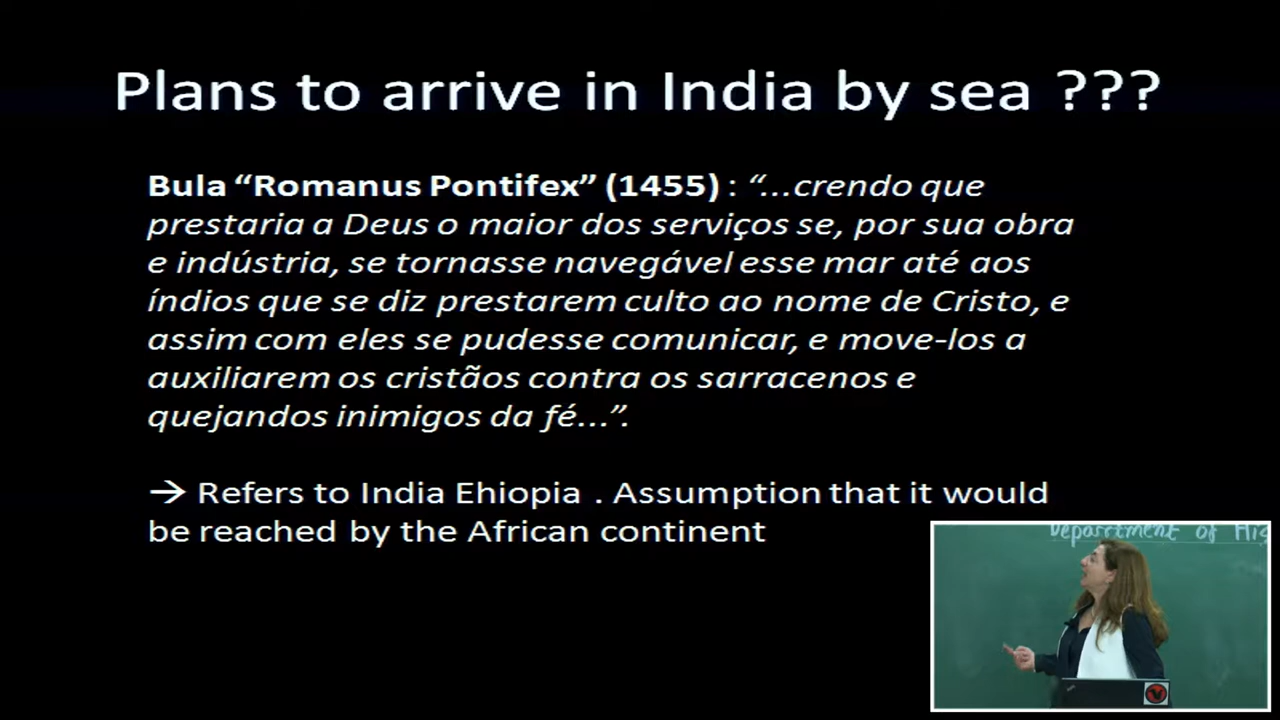 Plans to arrive in India by sea ???
Bula “Romanus Pontifex” (1455) : “...crendo que
prestaria a Deus o maior dos serviços se, por sua obra
e indústria, se tornasse navegável esse mar até aos
índios que se diz prestarem culto ao nome de Cristo, e
assim com eles se pudesse comunicar, e move-los a
auxiliarem os cristãos contra os sarracenos e
quejandos inimigos da fé...”.
→ Refers to India Ehiopia . Assumption that it would
be reached by the African continent
Department of His